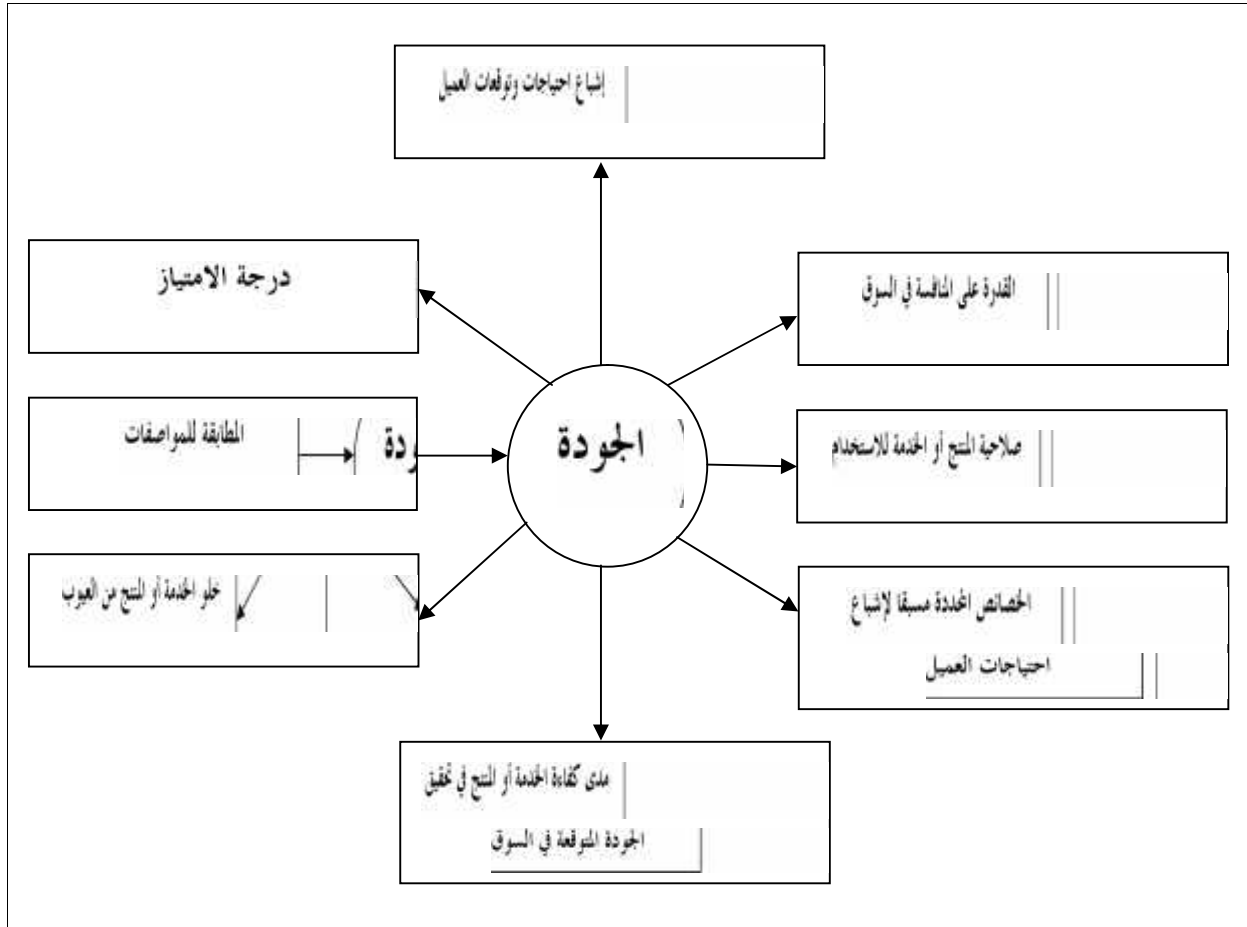 إشباع احتياجات وتوقعات العميل
القدرة على المنافسة في السوق
درجة الامتياز
صلاحية المنتج أو الخدمة للاستخدام
الجودة
ودة
المطابقة للمواصفات
الخصائص المحددة مسبقا لإشباع
احتياجات العميل
خلو الخدمة أو المنتج من العيوب
مدى كفاءة الخدمة أو المنتج في تحقيق
الجودة المتوقعة في السوق